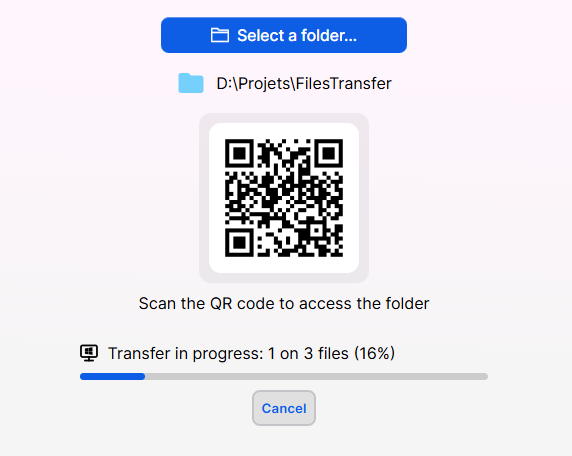 Select a folder...
D:\Projets\FilesTransfer
Scan the QR code to access the folder
Transfer in progress: 1 on 3 files (16%)
Cancel